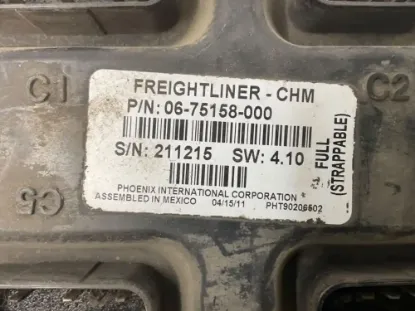 C1
C2
FREIGHTLINER - CHM
P/N: 06-75158-000
S/N: 211215 SW: 4.10
FULL
(STRAPPABLE)
PHOENIX INTERNATIONAL CORPORATION
ASSEMBLED IN MEXICO 04/15/11 PHT90206602
C5